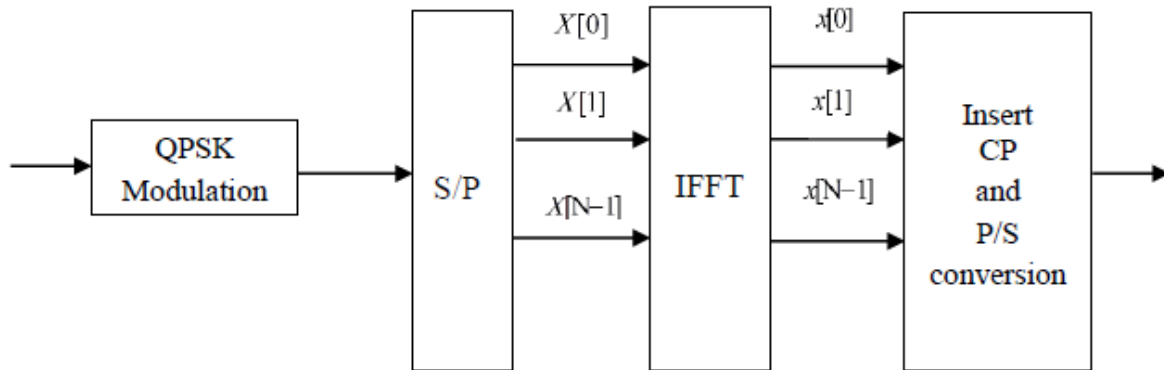 X[0]
x[0]
X[1]
x[1]
QPSK
Modulation
S/P
X[N−1]
IFFT
x[N−1]
Insert
CP
and
P/S
conversion